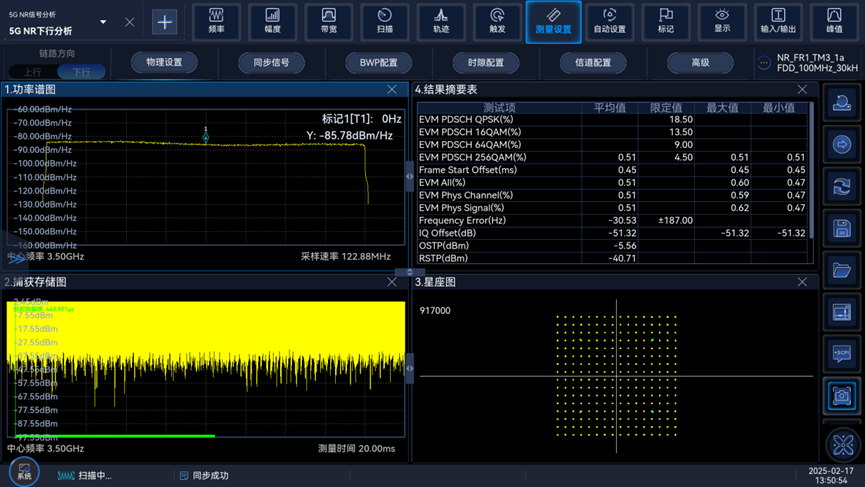 5G NR信号分析
5G NR下行分析
频率
幅度
带宽
扫描
轨迹
触发
测量设置
自动设置
标记
显示
输入/输出
峰值
链路方向
上行 下行
物理设置
同步信号
BWP配置
时隙配置
信道配置
高级
NR_FR1_TM3_1a
FDD_100MHz_30kH
1.功率谱图
-60.00dBm/Hz
-70.00dBm/Hz
-80.00dBm/Hz
-90.00dBm/Hz
-100.00dBm/Hz
-110.00dBm/Hz
-120.00dBm/Hz
-130.00dBm/Hz
-140.00dBm/Hz
-150.00dBm/Hz
-160.00dBm/Hz
标记1[T1]: 0Hz
Y: -85.78dBm/Hz
1
中心频率 3.50GHz 采样速率 122.88MHz
4.结果摘要表
测试项 平均值 限定值 最大值 最小值
EVM PDSCH QPSK(%) 18.50
EVM PDSCH 16QAM(%) 13.50
EVM PDSCH 64QAM(%) 9.00
EVM PDSCH 256QAM(%) 0.51 4.50 0.51 0.51
Frame Start Offset(ms) 0.45 0.45 0.45
EVM All(%) 0.51 0.60 0.47
EVM Phys Channel(%) 0.51 0.59 0.47
EVM Phys Signal(%) 0.51 0.62 0.47
Frequency Error(Hz) -30.53 ±187.00
IQ Offset(dB) -51.32 -51.32 -51.32
OSTP(dBm) -5.56
RSTP(dBm) -40.71
2.捕获存储图
2.45dBm
-7.55dBm
-17.55dBm
-27.55dBm
-37.55dBm
-47.55dBm
-57.55dBm
-67.55dBm
-77.55dBm
-87.55dBm
-97.55dBm
中心频率 3.50GHz 测量时间 20.00ms
3.星座图
917000
SCPI
系统
扫描中...
同步成功
2025-02-17
13:50:54